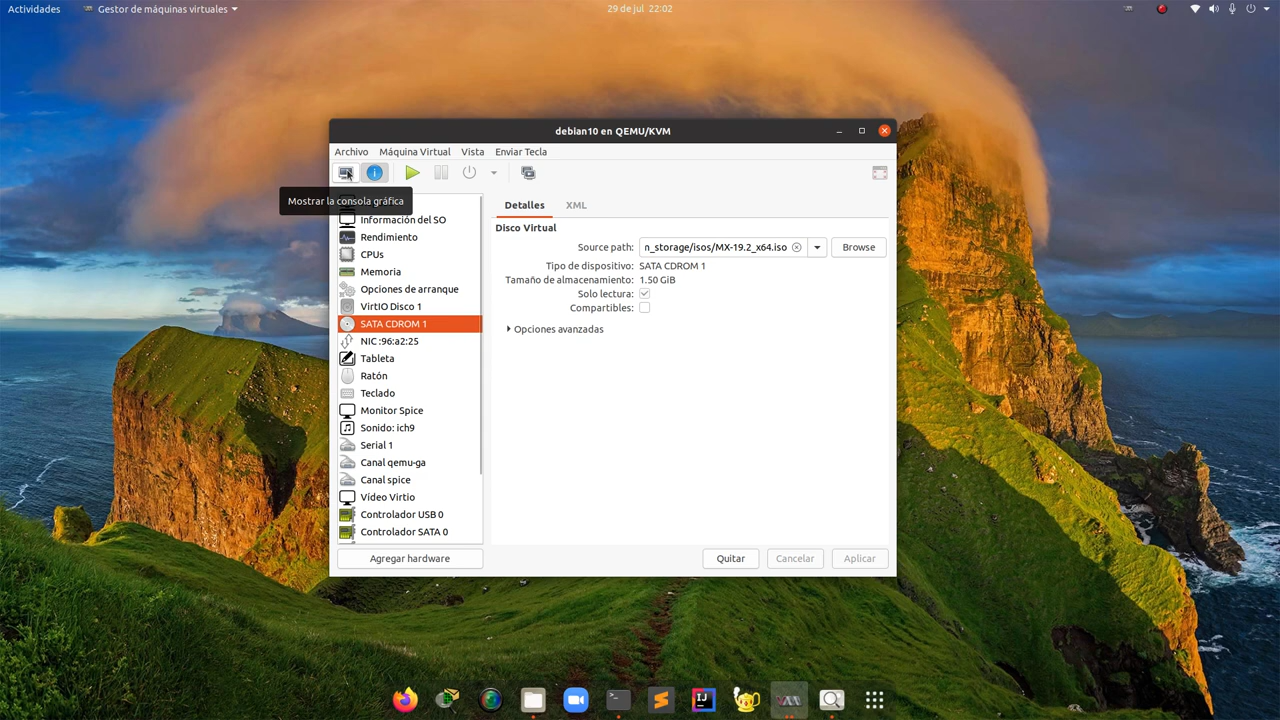 Actividades
Gestor de máquinas virtuales
29 de jul 22:02
debian10 en QEMU/KVM
Archivo
Máquina Virtual
Vista
Enviar Tecla
Mostrar la consola gráfica
Información del SO
Rendimiento
CPUs
Memoria
Opciones de arranque
VirtIO Disco 1
SATA CDROM 1
NIC :96:a2:25
Tableta
Ratón
Teclado
Monitor Spice
Sonido: ich9
Serial 1
Canal qemu-ga
Canal spice
Vídeo Virtio
Controlador USB 0
Controlador SATA 0
Agregar hardware
Detalles
XML
Disco Virtual
Source path: n_storage/isos/MX-19.2_x64.iso Browse
Tipo de dispositivo: SATA CDROM 1
Tamaño de almacenamiento: 1.50 GiB
Solo lectura:
Compartibles:
Opciones avanzadas
Quitar
Cancelar
Aplicar
IJ